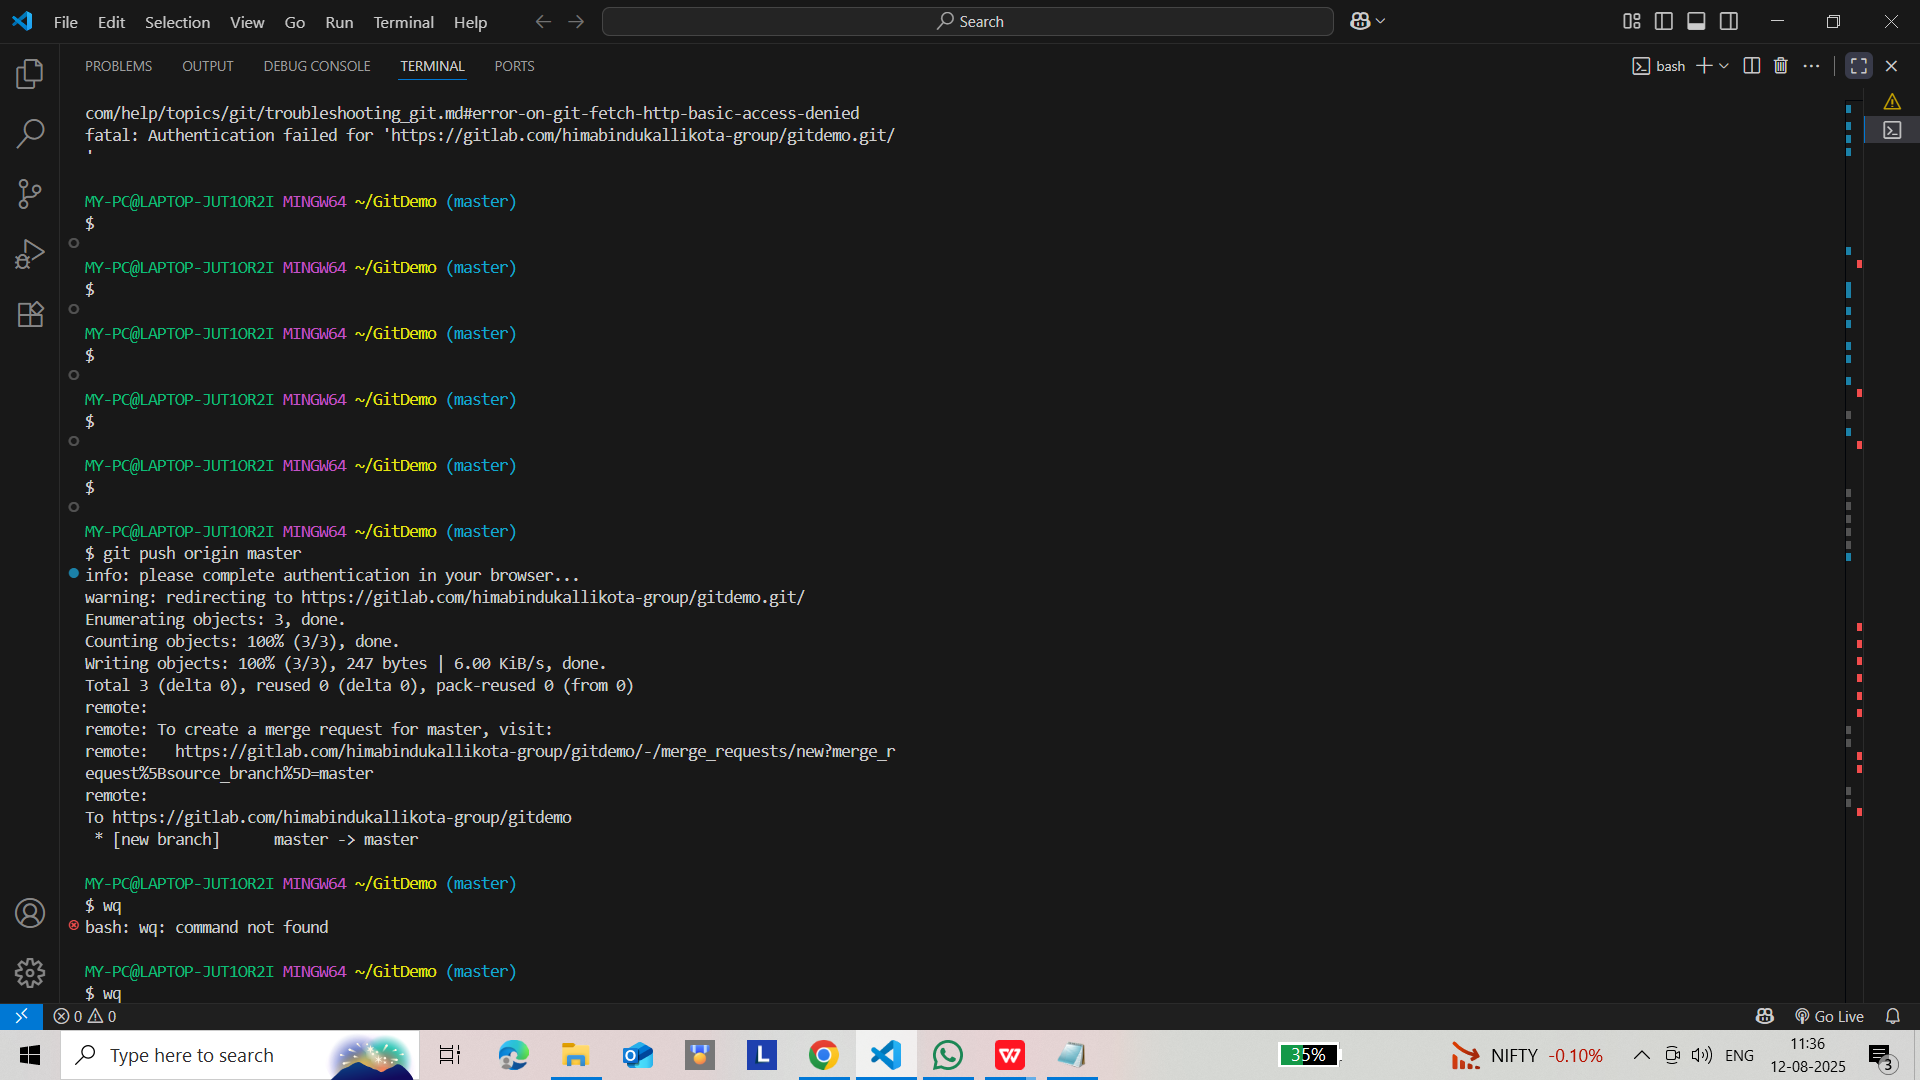 File Edit Selection View Go Run Terminal Help
Search
PROBLEMS OUTPUT DEBUG CONSOLE TERMINAL PORTS
bash
com/help/topics/git/troubleshooting_git.md#error-on-git-fetch-http-basic-access-denied
fatal: Authentication failed for 'https://gitlab.com/himabindukallikota-group/gitdemo.git/
'
MY-PC@LAPTOP-JUT1OR2I MINGW64 ~/GitDemo (master)
$
MY-PC@LAPTOP-JUT1OR2I MINGW64 ~/GitDemo (master)
$
MY-PC@LAPTOP-JUT1OR2I MINGW64 ~/GitDemo (master)
$
MY-PC@LAPTOP-JUT1OR2I MINGW64 ~/GitDemo (master)
$
MY-PC@LAPTOP-JUT1OR2I MINGW64 ~/GitDemo (master)
$
MY-PC@LAPTOP-JUT1OR2I MINGW64 ~/GitDemo (master)
$ git push origin master
info: please complete authentication in your browser...
warning: redirecting to https://gitlab.com/himabindukallikota-group/gitdemo.git/
Enumerating objects: 3, done.
Counting objects: 100% (3/3), done.
Writing objects: 100% (3/3), 247 bytes | 6.00 KiB/s, done.
Total 3 (delta 0), reused 0 (delta 0), pack-reused 0 (from 0)
remote:
remote: To create a merge request for master, visit:
remote:   https://gitlab.com/himabindukallikota-group/gitdemo/-/merge_requests/new?merge_r
equest%5Bsource_branch%5D=master
remote:
To https://gitlab.com/himabindukallikota-group/gitdemo
 * [new branch]      master -> master
MY-PC@LAPTOP-JUT1OR2I MINGW64 ~/GitDemo (master)
$ wq
bash: wq: command not found
MY-PC@LAPTOP-JUT1OR2I MINGW64 ~/GitDemo (master)
$ wq
0 0
Go Live
Type here to search
L
W
35%
NIFTY -0.10%
ENG
11:36
12-08-2025
3